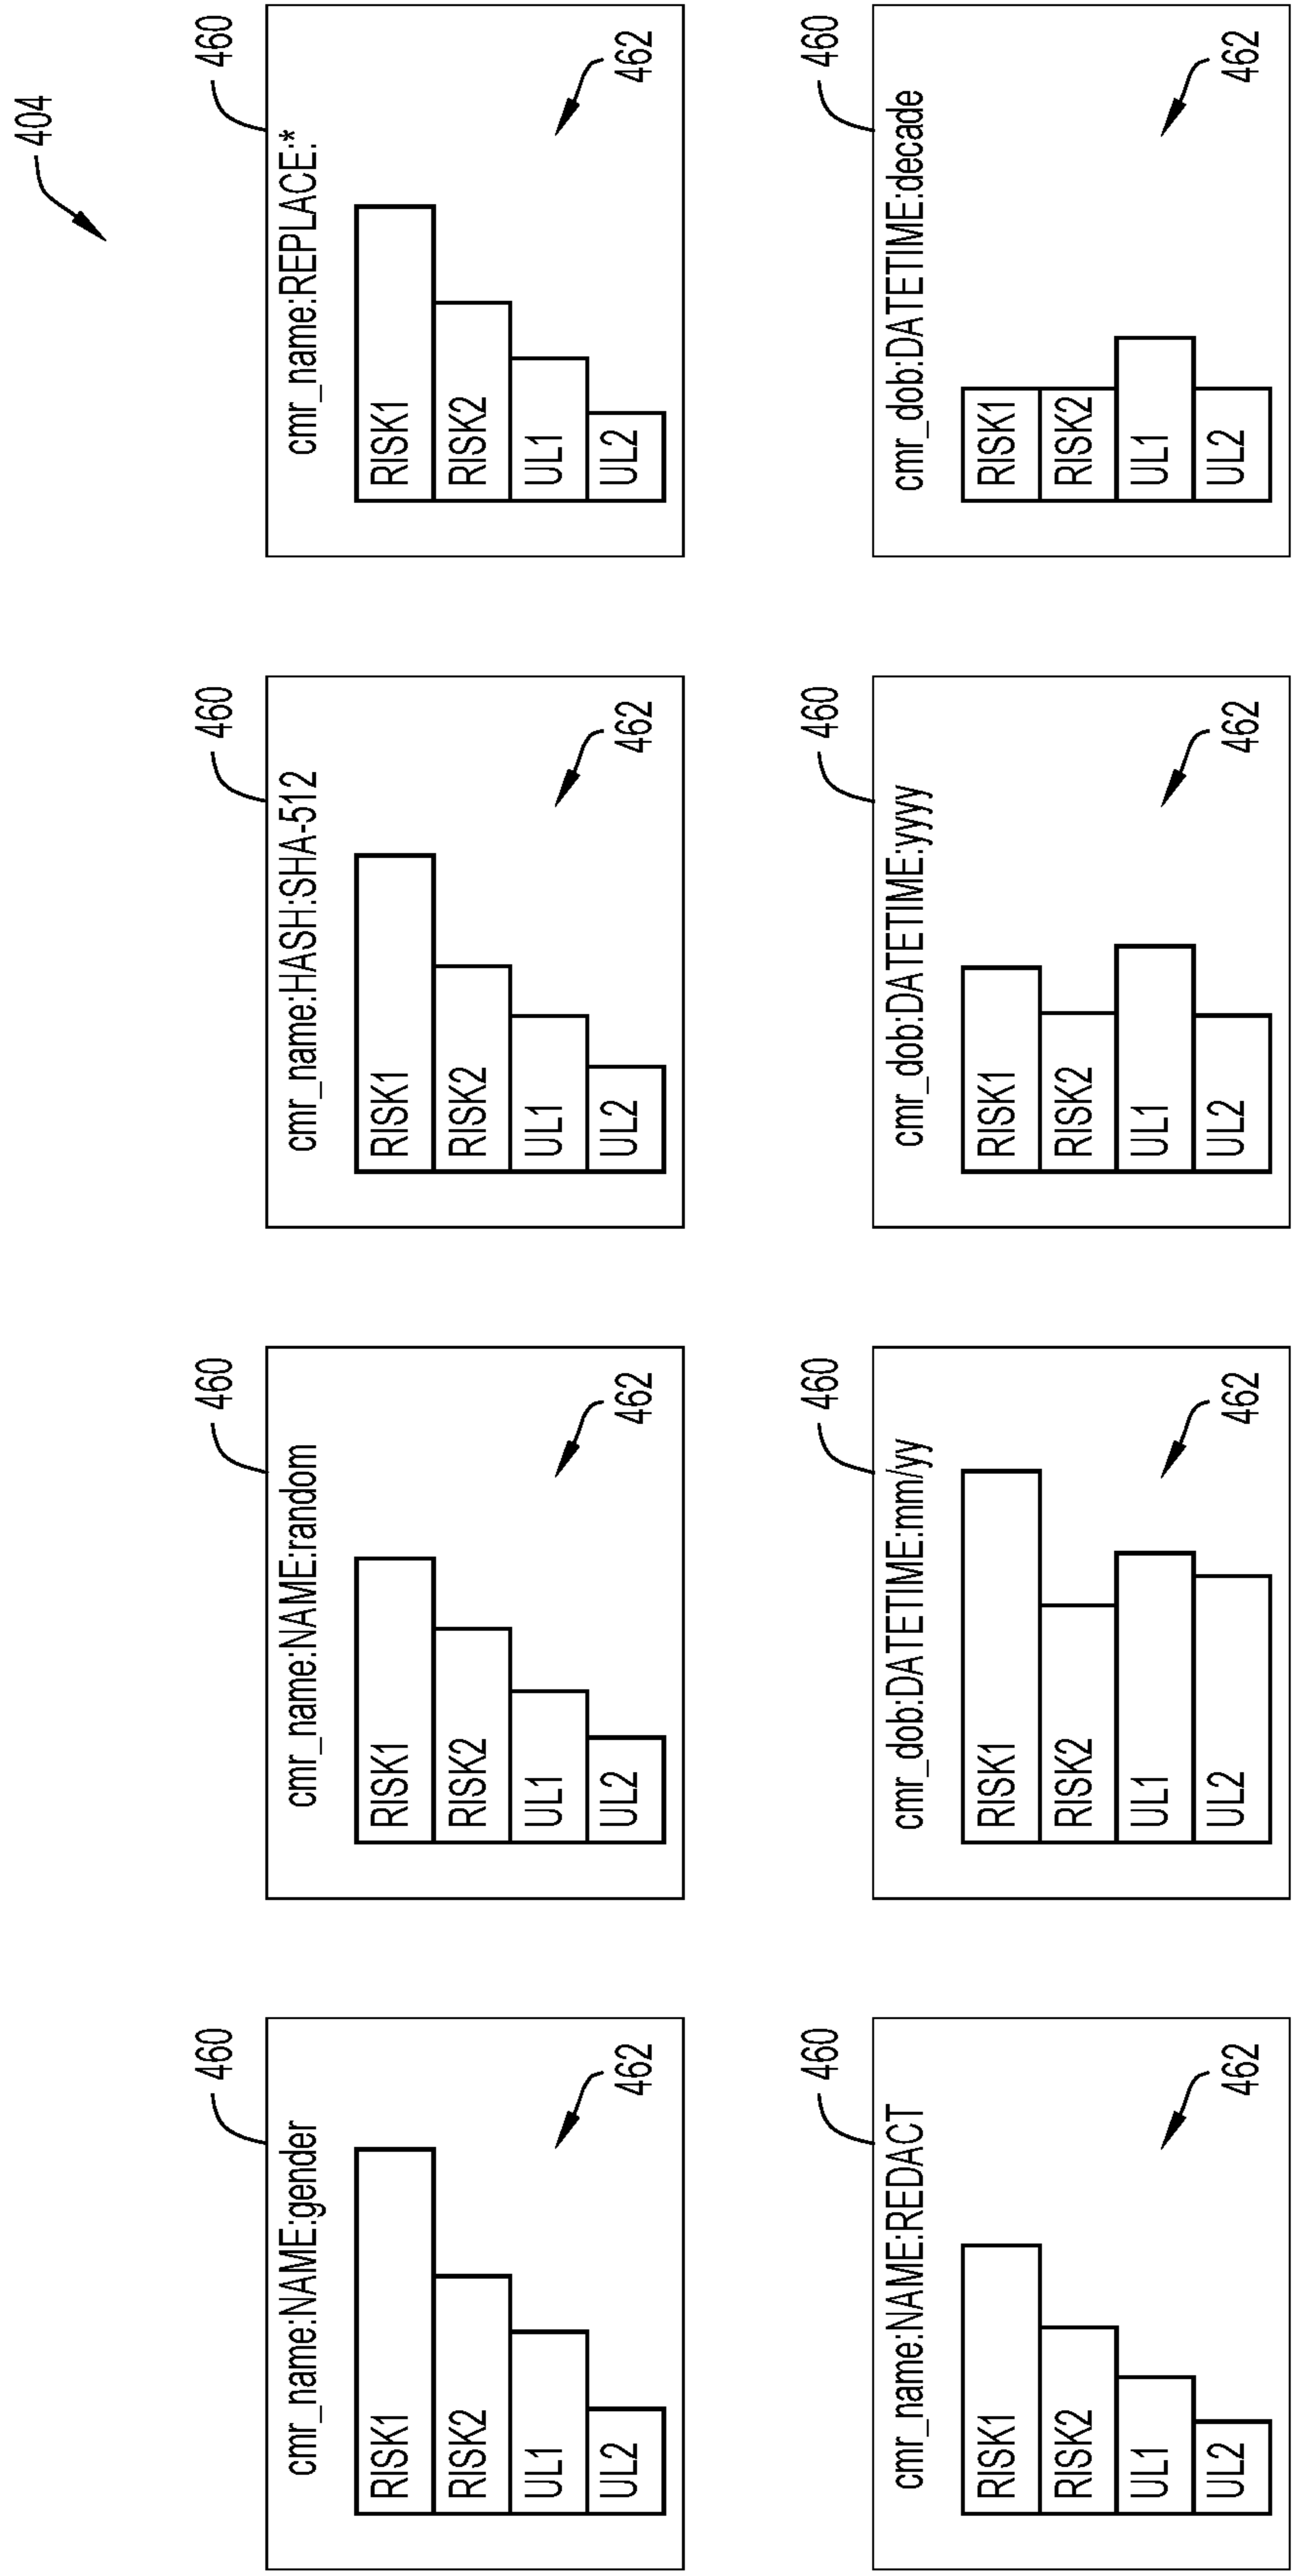 404
460
cmr_name:NAME:gender
RISK1
RISK2
UL1
UL2
462
460
cmr_name:NAME:random
RISK1
RISK2
UL1
UL2
462
460
cmr_name:HASH:SHA-512
RISK1
RISK2
UL1
UL2
462
460
cmr_name:REPLACE:*
RISK1
RISK2
UL1
UL2
462
460
cmr_name:NAME:REDACT
RISK1
RISK2
UL1
UL2
462
460
cmr_dob:DATETIME:mm/yy
RISK1
RISK2
UL1
UL2
462
460
cmr_dob:DATETIME:yyyy
RISK1
RISK2
UL1
UL2
462
460
cmr_dob:DATETIME:decade
RISK1
RISK2
UL1
UL2
462